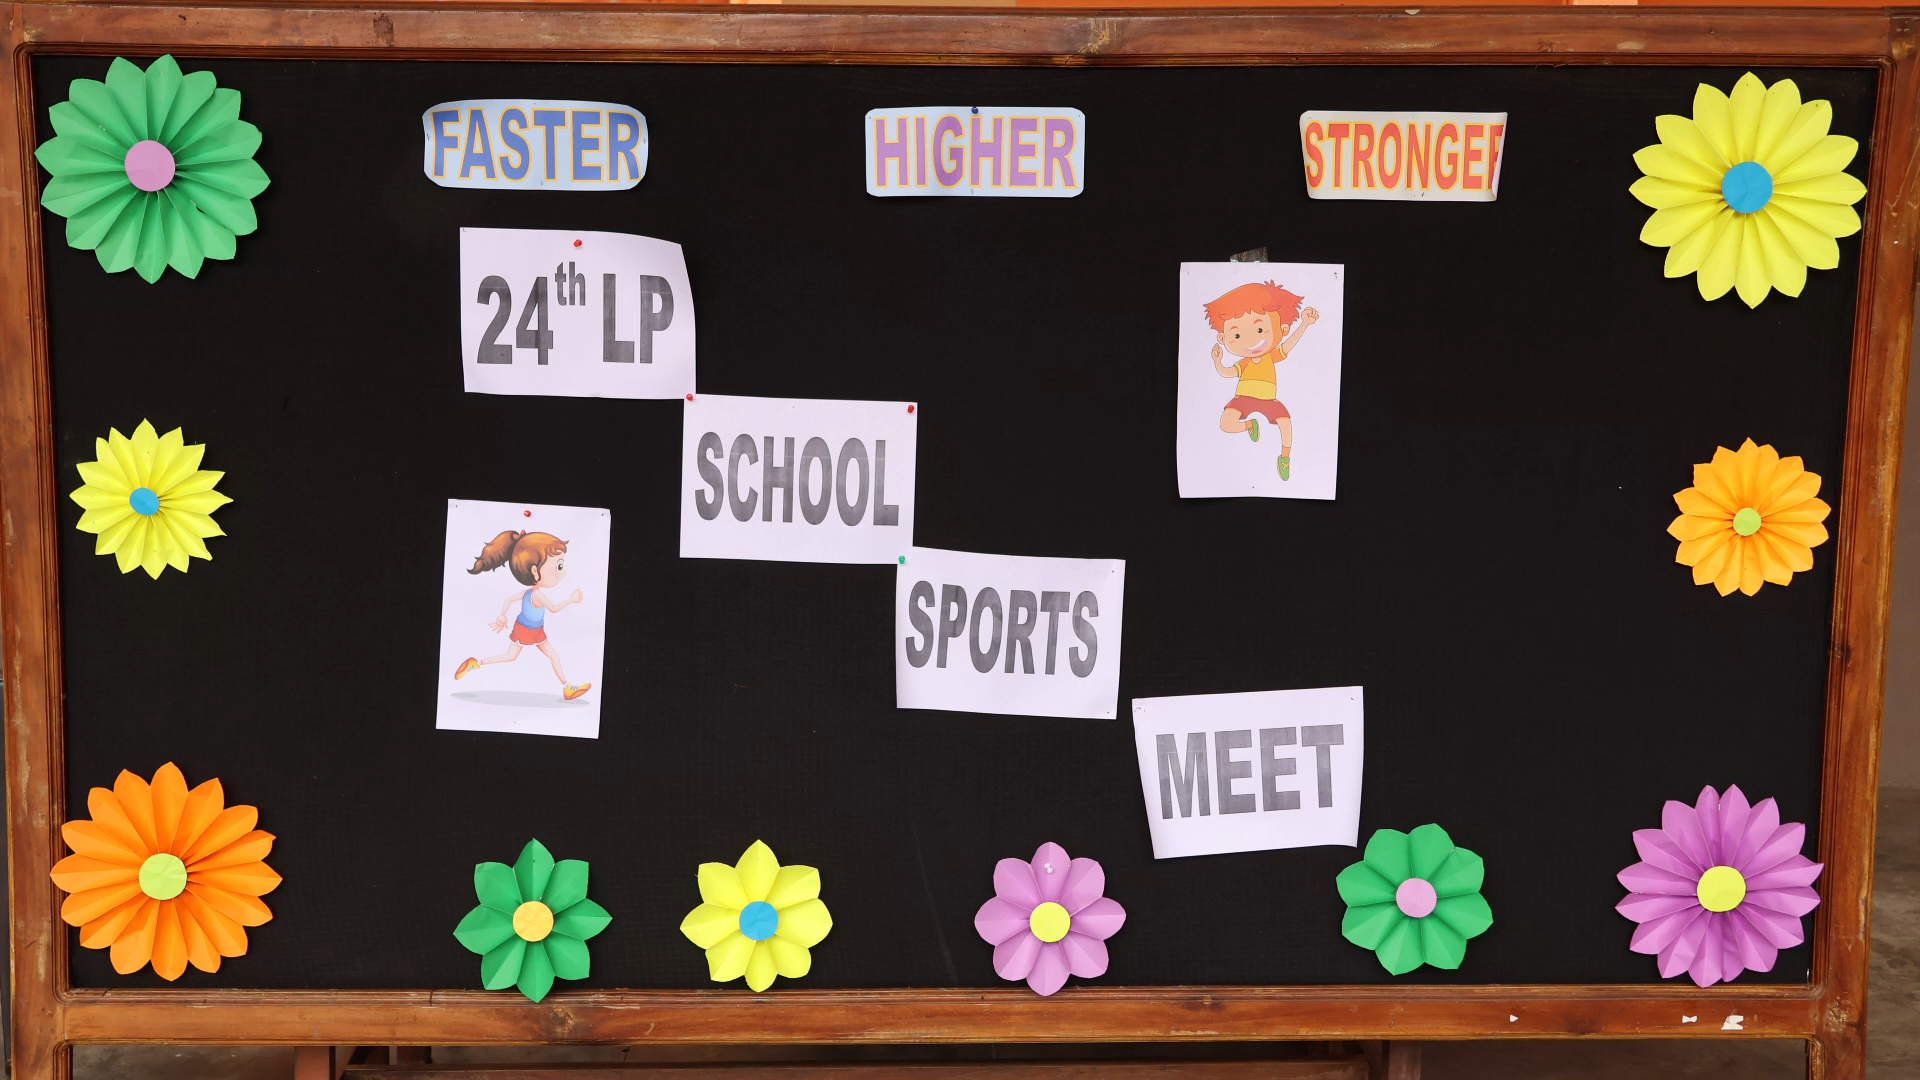 FASTER HIGHER STRONGER
24th LP
SCHOOL
SPORTS
MEET